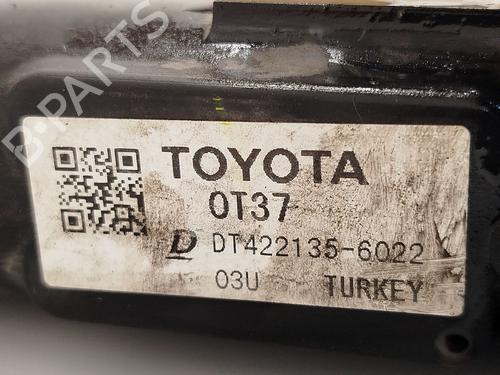 B-PARTS
TOYOTA
0T37
D DT422135-6022
03U TURKEY